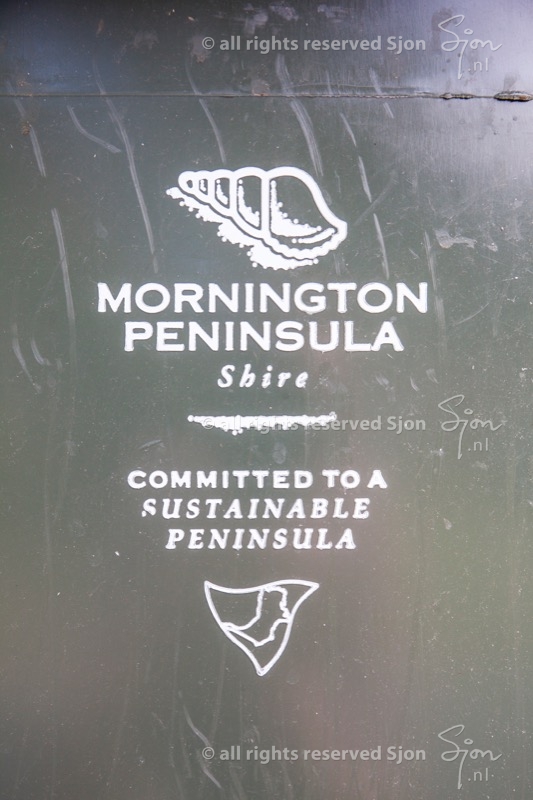 © all rights reserved Sjon Sjon.nl
MORNINGTON
PENINSULA
Shire
© all rights reserved Sjon Sjon.nl
COMMITTED TO A
SUSTAINABLE
PENINSULA
© all rights reserved Sjon Sjon.nl